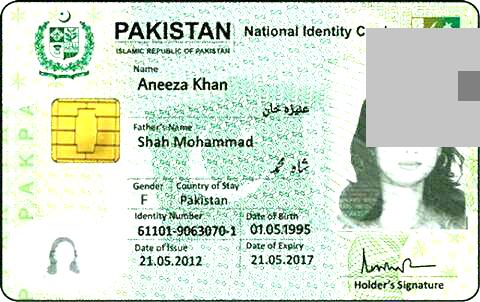 PAKISTAN National Identity Ca
ISLAMIC REPUBLIC OF PAKISTAN
Name
Aneeza Khan
عنیزہ خان
Father's Name
Shah Mohammad
شاہ محمد
Gender Country of Stay
F Pakistan
Identity Number Date of Birth
61101-9063070-1 01.05.1995
Date of Issue Date of Expiry
21.05.2012 21.05.2017
Holder's Signature
PAKPA